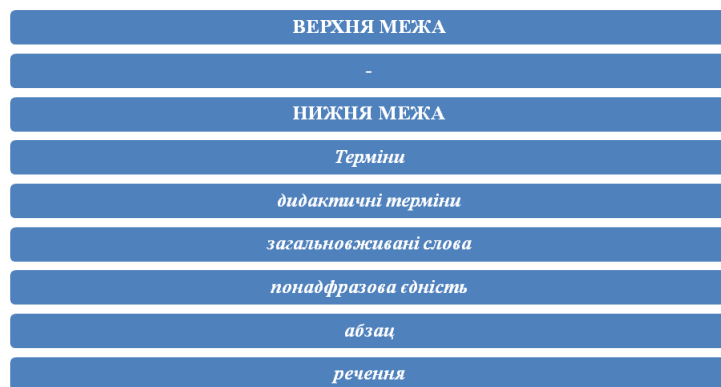 ВЕРХНЯ МЕЖА
-
НИЖНЯ МЕЖА
Терміни
дидактичні терміни
загальновживані слова
понадфразова єдність
абзац
речення